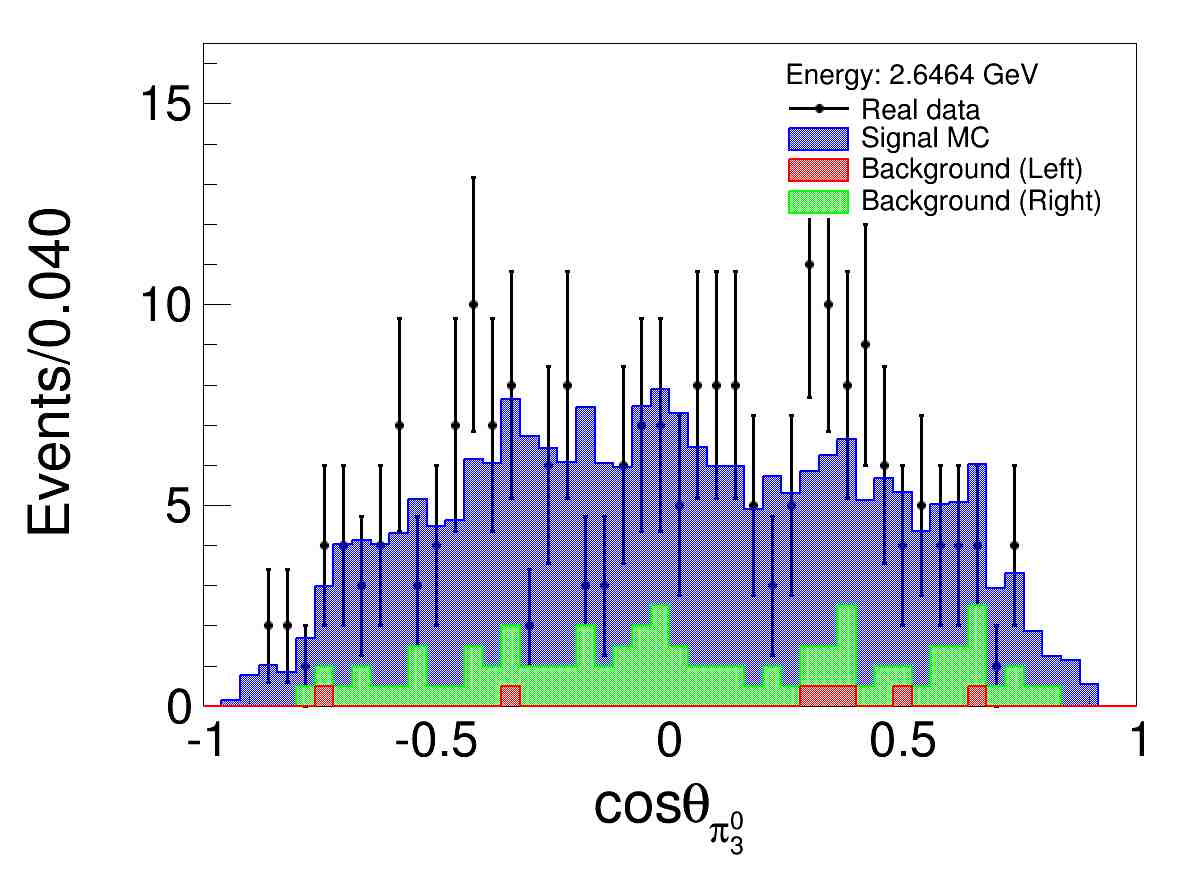 Energy: 2.6464 GeV
Real data
Signal MC
Background (Left)
Background (Right)
Events/0.040
15
10
5
0
-1 -0.5 0 0.5 1
cosθπ⁰₃